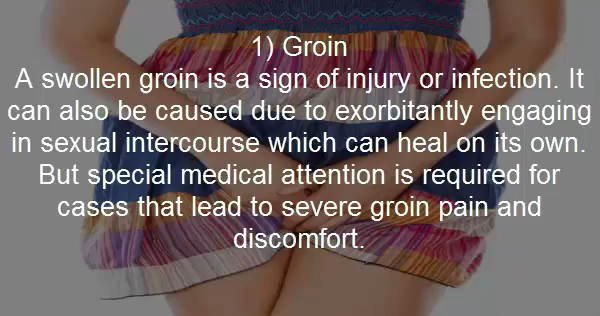 1) Groin
A swollen groin is a sign of injury or infection. It
can also be caused due to exorbitantly engaging
in sexual intercourse which can heal on its own.
But special medical attention is required for
cases that lead to severe groin pain and
discomfort.